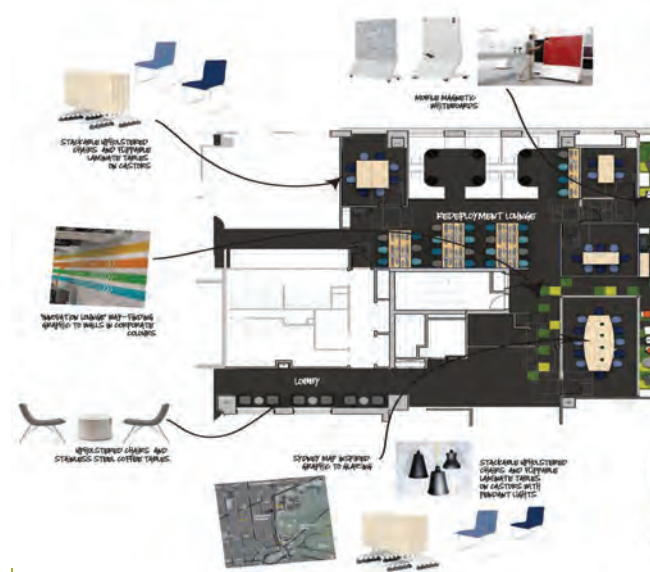 MOBILE MAGNETIC
WHITEBOARDS
STACKABLE UPHOLSTERED
CHAIRS AND FLIPPABLE
LAMINATE TABLES
ON CASTORS
REDEPLOYMENT LOUNGE
"INNOVATION LOUNGE" WAY-FINDING
GRAPHIC TO WALLS IN CORPORATE
COLOURS.
LOBBY
UPHOLSTERED CHAIRS AND
STAINLESS STEEL COFFEE TABLES.
SYDNEY MAP INSPIRED
GRAPHIC TO GLAZING
STACKABLE UPHOLSTERED
CHAIRS AND FLIPPABLE
LAMINATE TABLES
ON CASTORS WITH
PENDANT LIGHTS